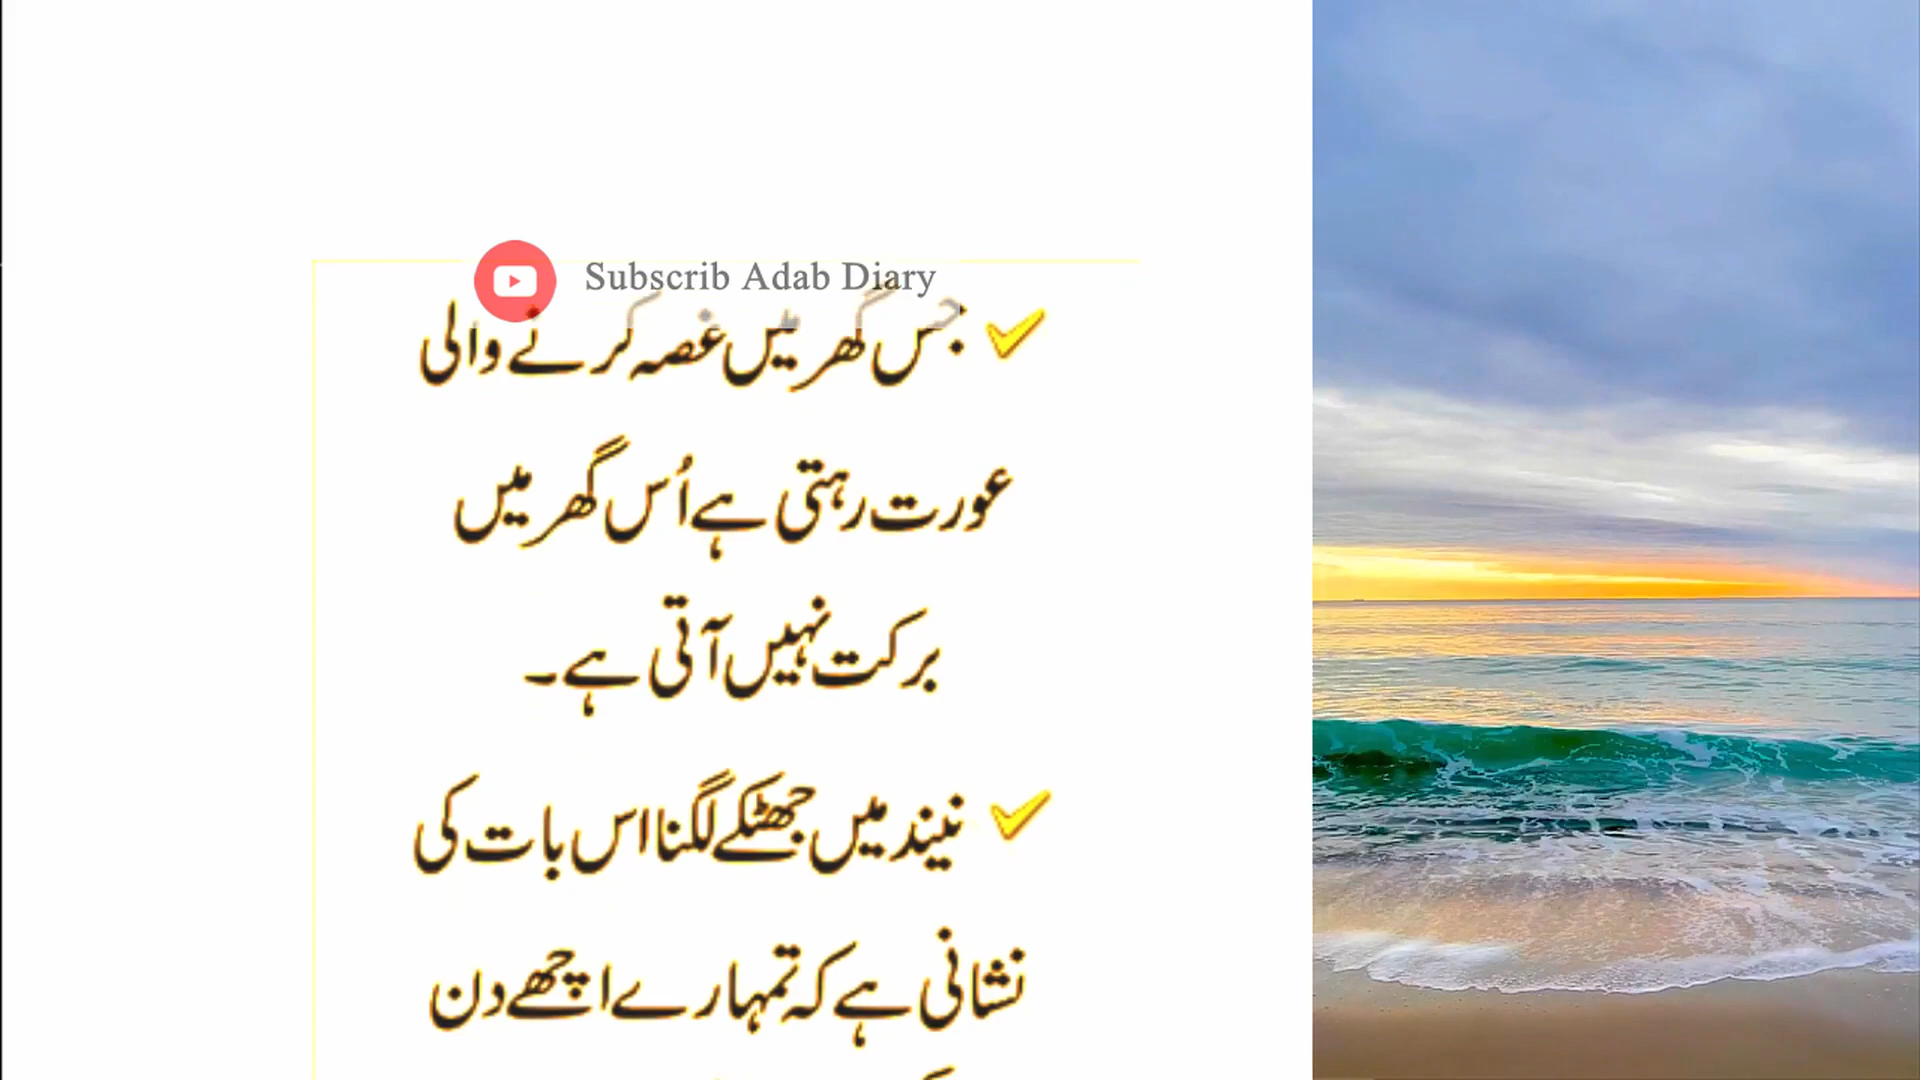 Subscrib Adab Diary
جس گھر میں غصہ کرنے والی
عورت رہتی ہے اُس گھر میں
برکت نہیں آتی ہے۔
نیند میں جھٹکے لگنا اس بات کی
نشانی ہے کہ تمہارے اچھے دن